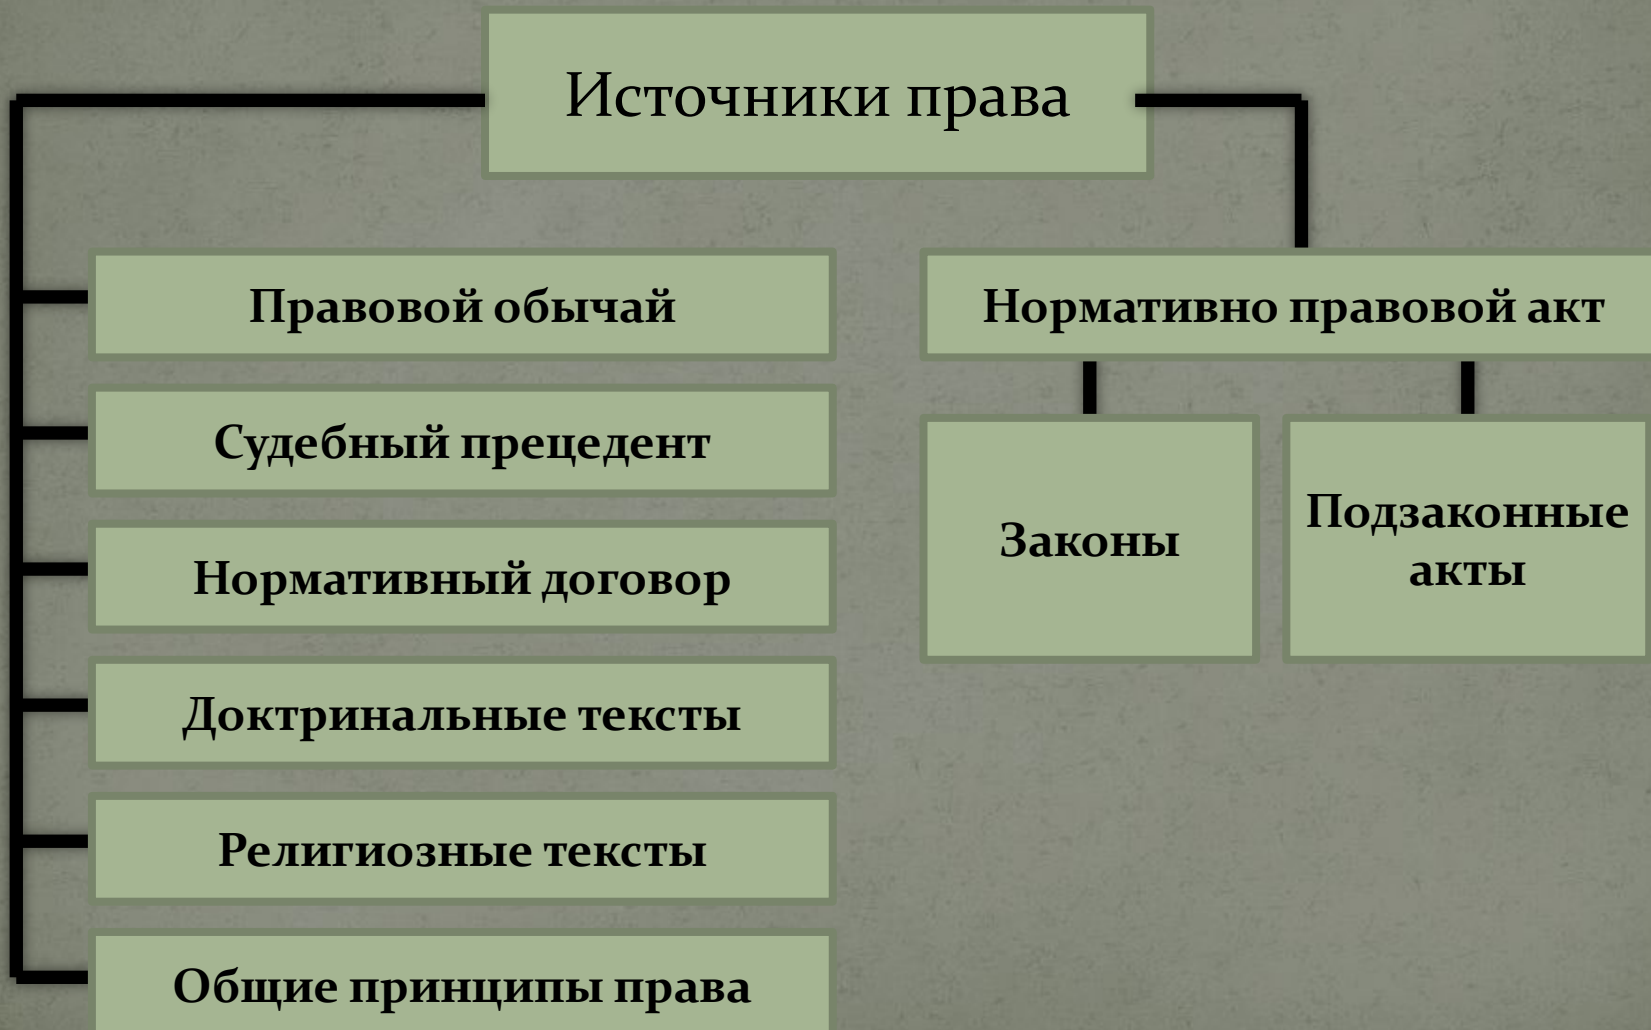 Источники права
Правовой обычай
Судебный прецедент
Нормативный договор
Доктринальные тексты
Религиозные тексты
Общие принципы права
Нормативно правовой акт
Законы
Подзаконные
акты